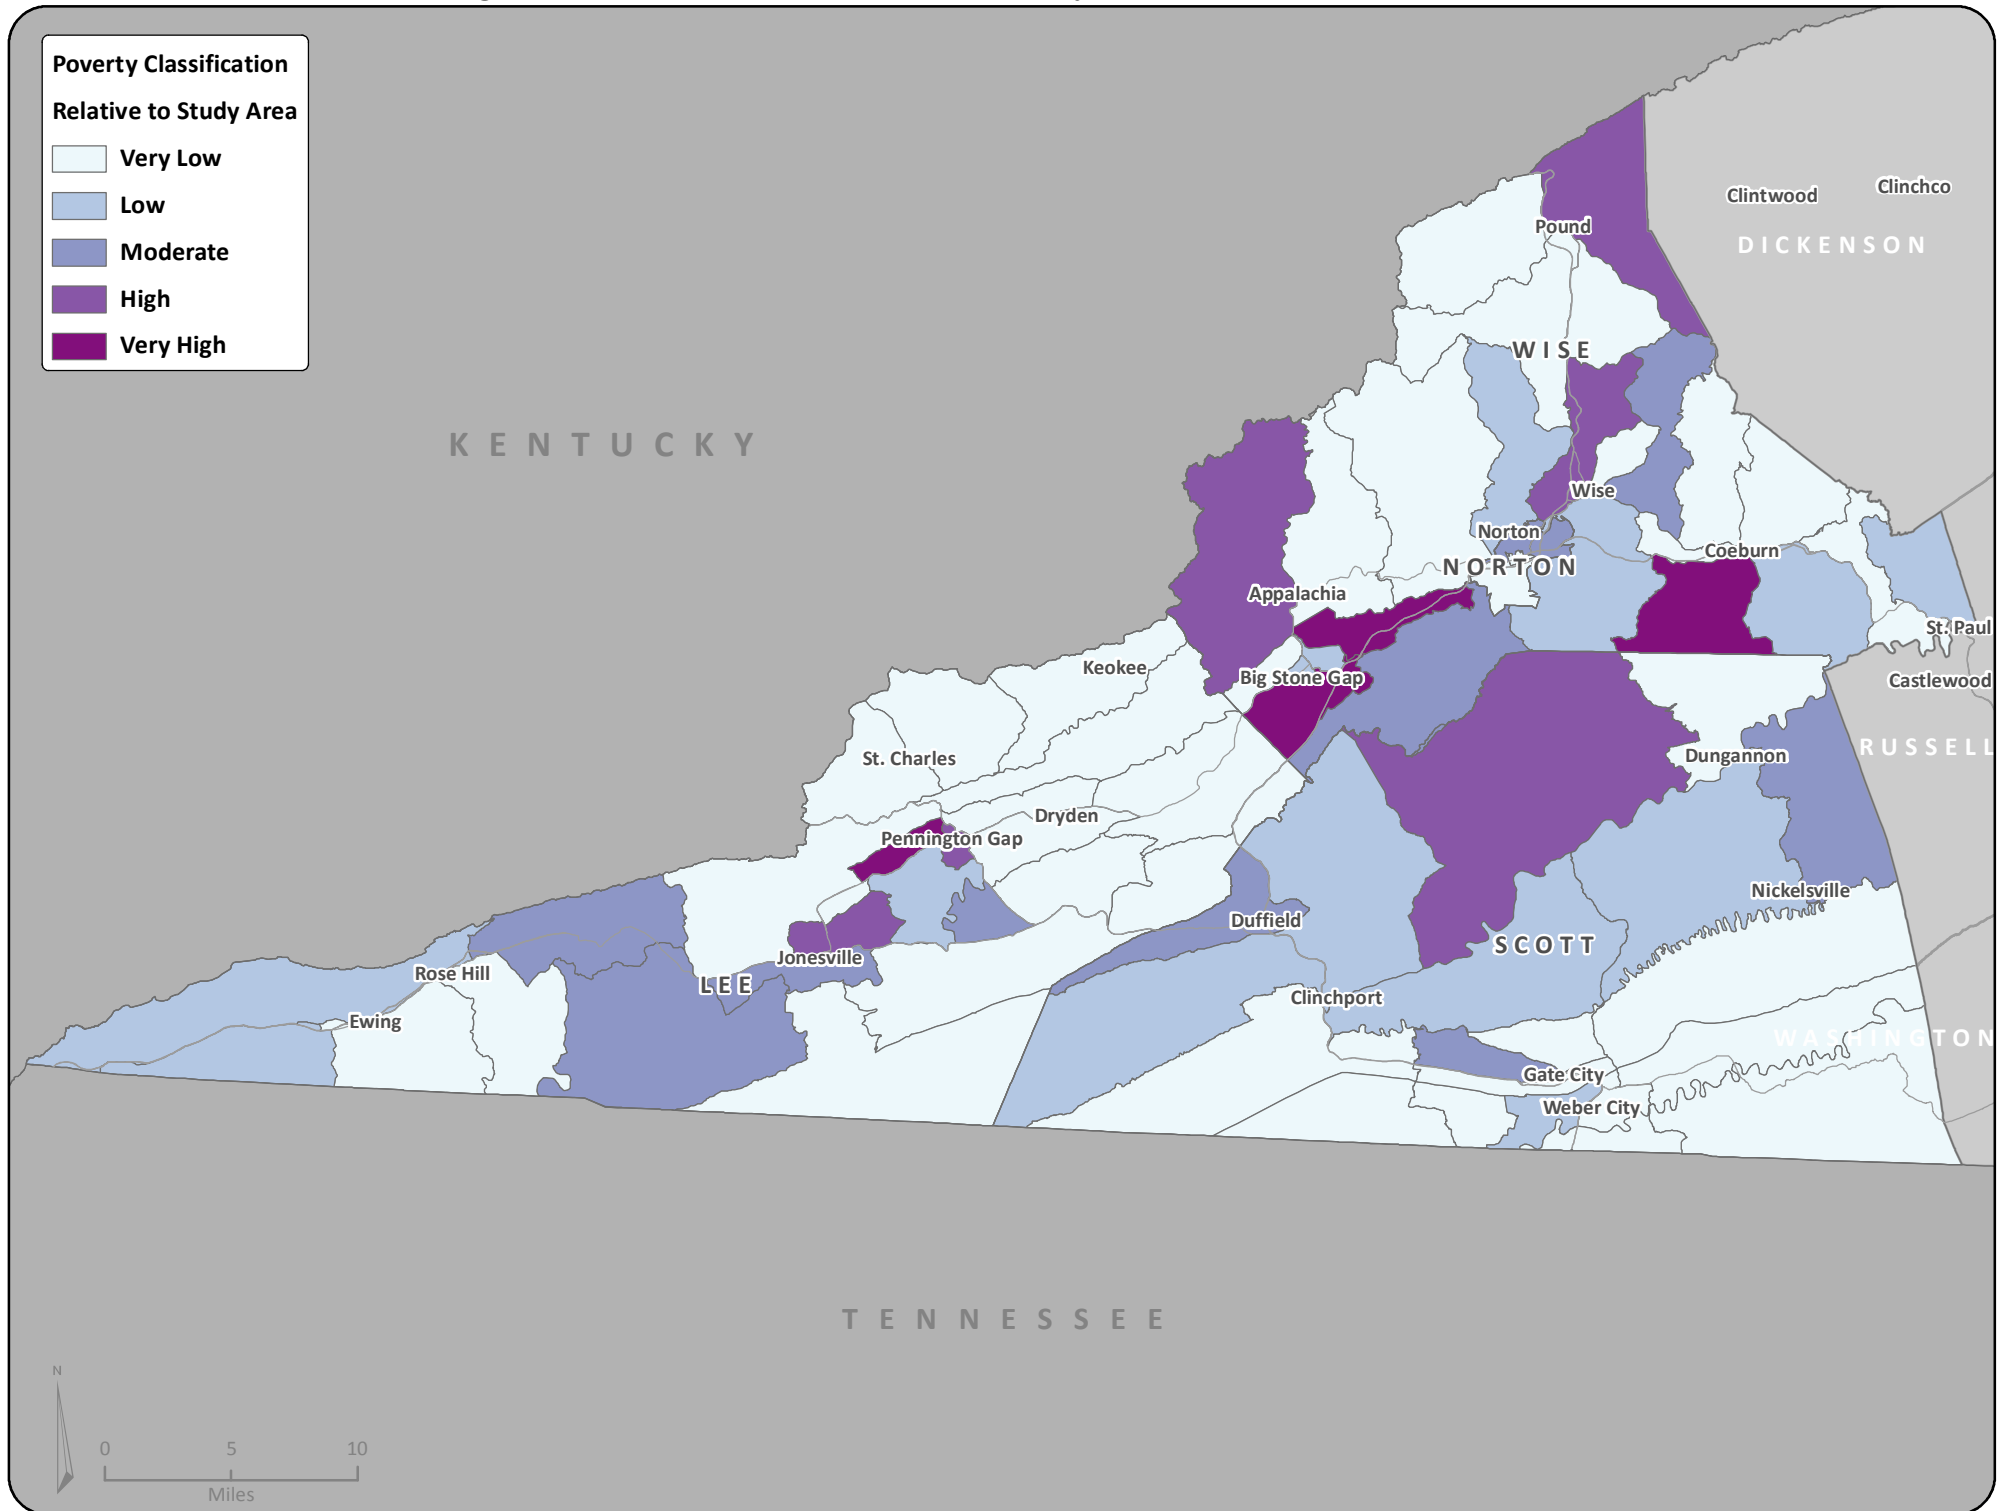 Poverty Classification
Relative to Study Area
Very Low
Low
Moderate
High
Very High
Clintwood
Clinchco
DICKENSON
Pound
WISE
KENTUCKY
Wise
Norton
NORTON
Coeburn
Appalachia
St. Paul
Keokee
Big Stone Gap
Castlewood
St. Charles
Dungannon
RUSSELL
Dryden
Pennington Gap
Nickelsville
Duffield
SCOTT
Jonesville
Rose Hill
LEE
Clinchport
Ewing
WASHINGTON
Gate City
Weber City
TENNESSEE
N
0 5 10
Miles